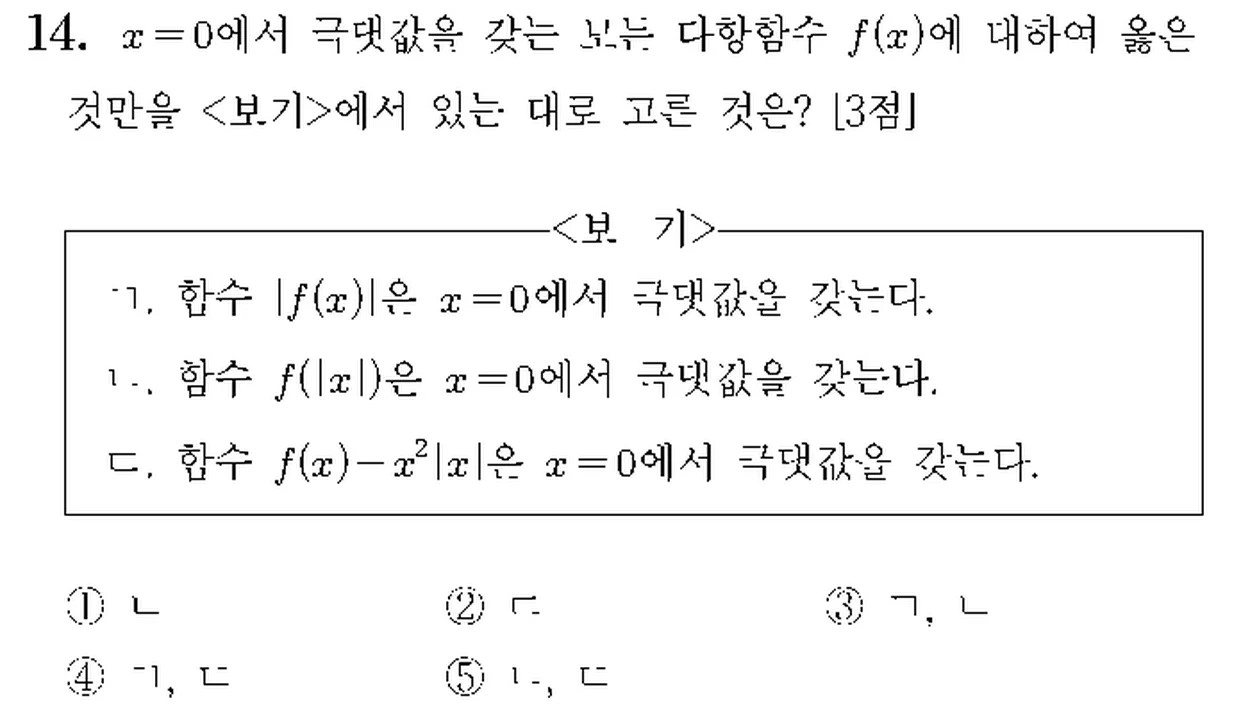 14. x=0에서 극댓값을 갖는 모든 다항함수 f(x)에 대하여 옳은
것만을 <보기>에서 있는 대로 고른 것은? [3점]
<보 기>
ㄱ. 함수 |f(x)|은 x=0에서 극댓값을 갖는다.
ㄴ. 함수 f(|x|)은 x=0에서 극댓값을 갖는다.
ㄷ. 함수 f(x)-x²|x|은 x=0에서 극댓값을 갖는다.
① ㄴ ② ㄷ ③ ㄱ, ㄴ
④ ㄱ, ㄷ ⑤ ㄴ, ㄷ